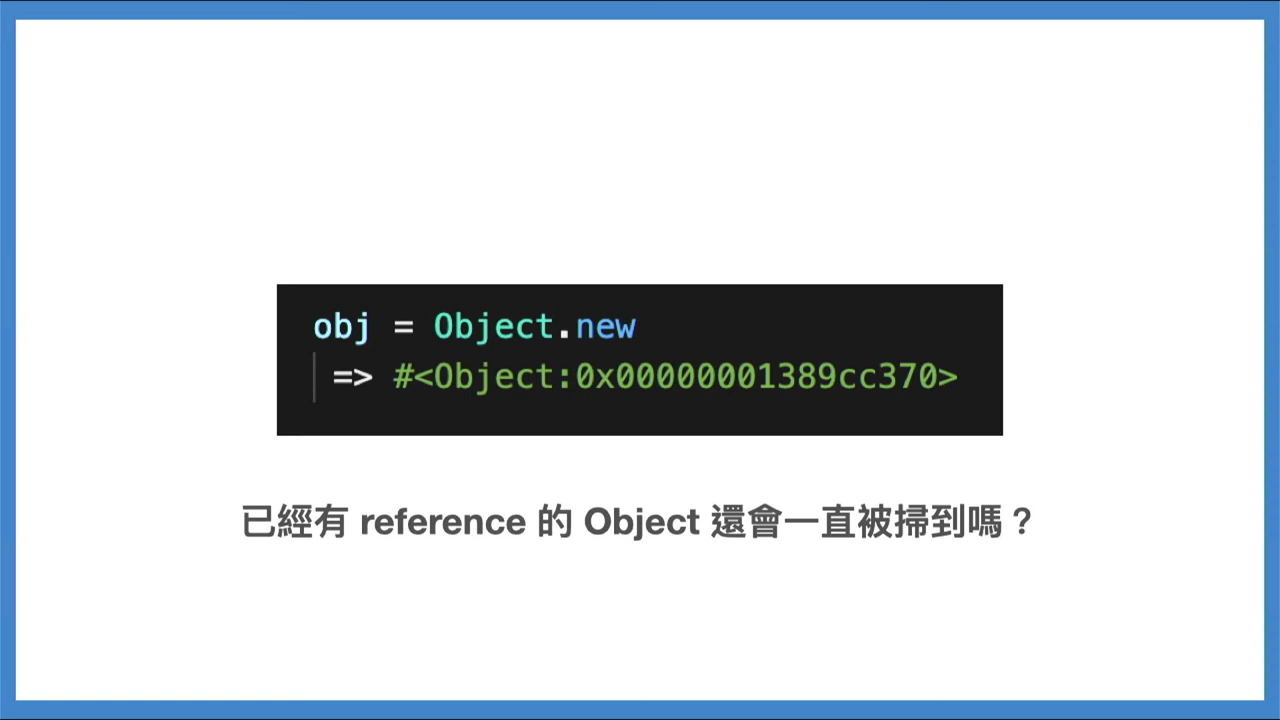 obj = Object.new
=> #<Object:0x00000001389cc370>
已經有 reference 的 Object 還會一直被掃到嗎？